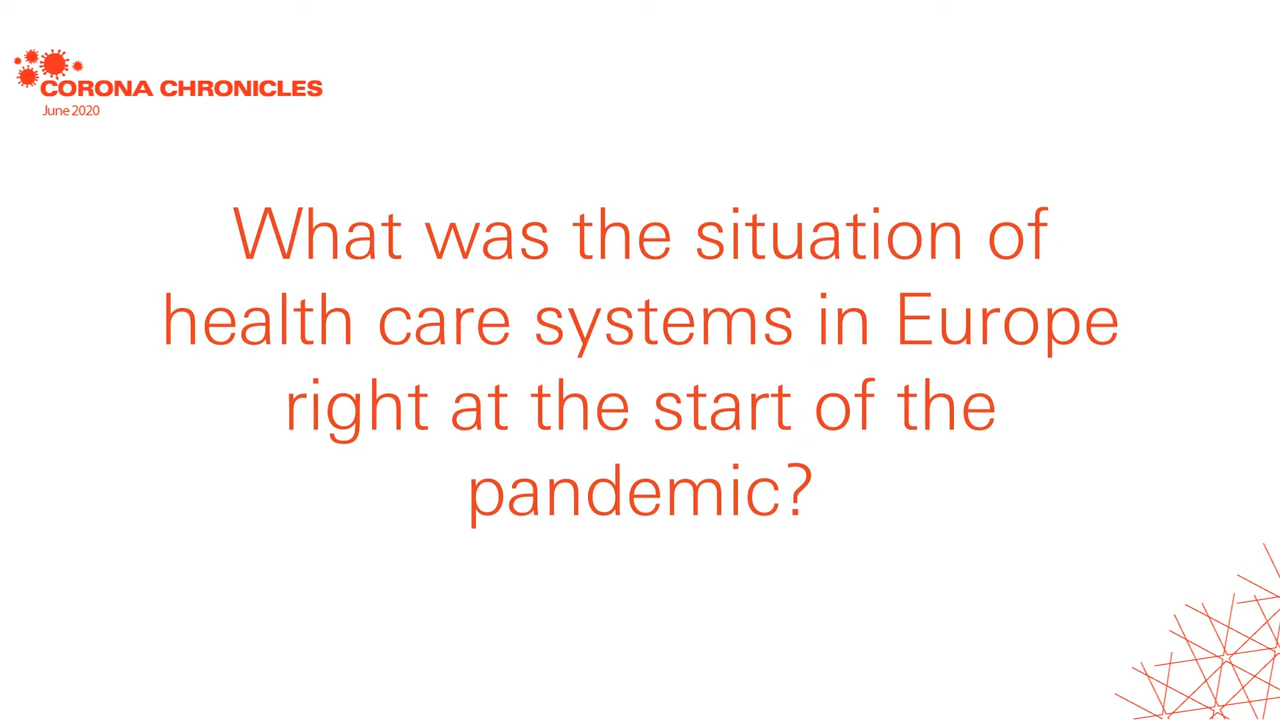 CORONA CHRONICLES
June 2020
What was the situation of
health care systems in Europe
right at the start of the
pandemic?